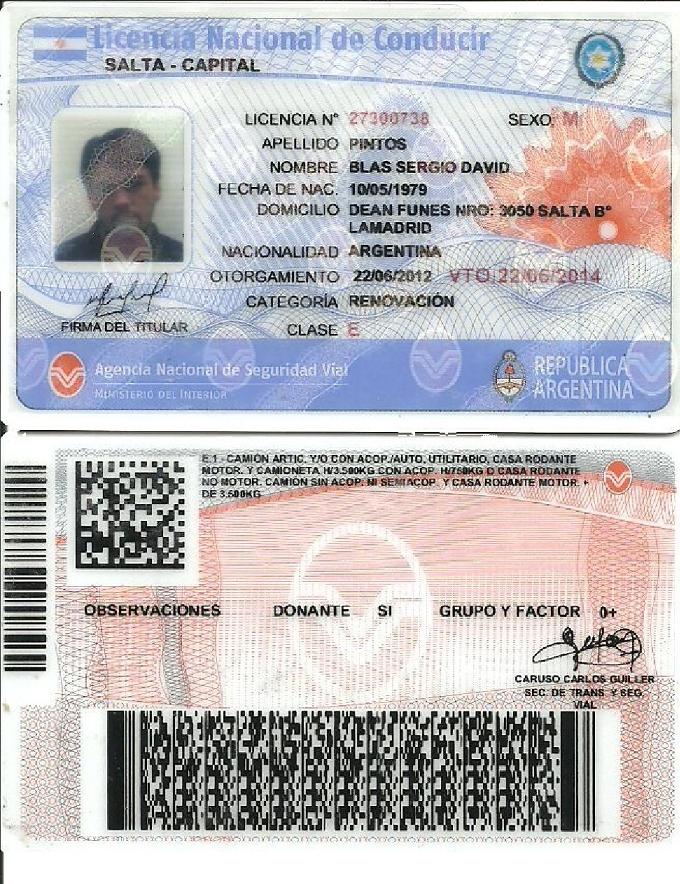 Licencia Nacional de Conducir
SALTA - CAPITAL
LICENCIA N° 27300738 SEXO: M
APELLIDO PINTOS
NOMBRE BLAS SERGIO DAVID
FECHA DE NAC. 10/05/1979
DOMICILIO DEAN FUNES NRO: 3050 SALTA B°
LAMADRID
NACIONALIDAD ARGENTINA
OTORGAMIENTO 22/06/2012 VTO:22/06/2014
CATEGORÍA RENOVACIÓN
FIRMA DEL TITULAR
CLASE E
Agencia Nacional de Seguridad Vial
MINISTERIO DEL INTERIOR
REPUBLICA
ARGENTINA
E.1 - CAMION ARTIC. Y/O CON ACOP./AUTO, UTILITARIO, CASA RODANTE
MOTOR. Y CAMIONETA H/3.500KG CON ACOP. H/750KG O CASA RODANTE
NO MOTOR. CAMIÓN SIN ACOP. NI SEMIACOP. Y CASA RODANTE MOTOR. +
DE 3.500KG
OBSERVACIONES DONANTE SI GRUPO Y FACTOR 0+
CARUSO CARLOS GUILLER
SEC. DE TRANS. Y SEG.
VIAL